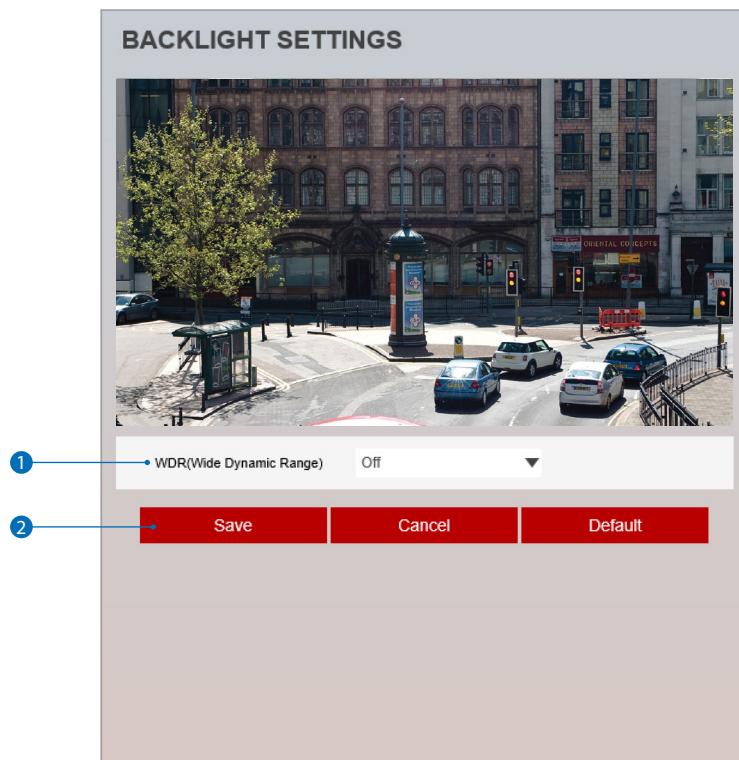 BACKLIGHT SETTINGS
ORIENTAL CONCEPTS
1 WDR(Wide Dynamic Range) Off
2 Save Cancel Default